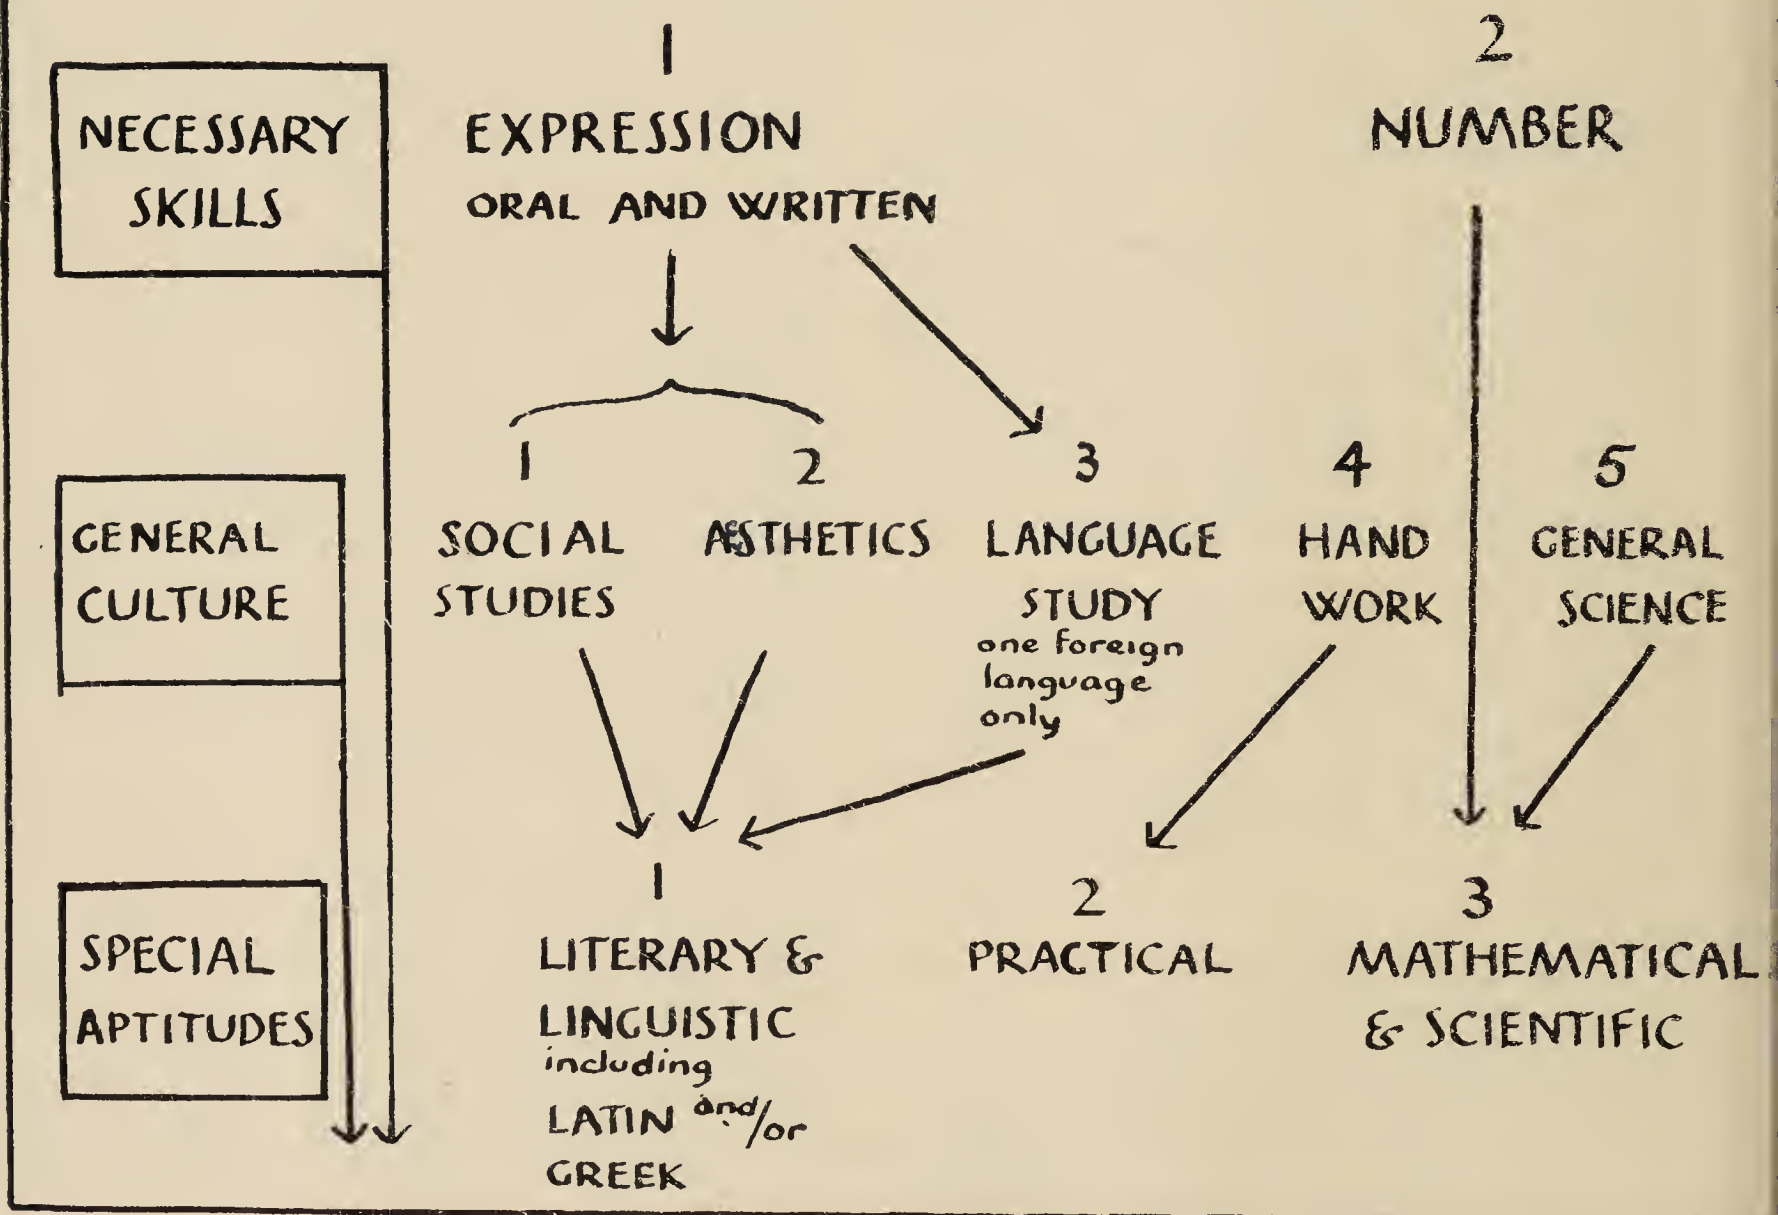 1
2
NECESSARY
SKILLS
EXPRESSION
ORAL AND WRITTEN
NUMBER
GENERAL
CULTURE
1
SOCIAL
STUDIES
2
ÆSTHETICS
3
LANGUAGE
STUDY
one foreign
language
only
4
HAND
WORK
5
GENERAL
SCIENCE
SPECIAL
APTITUDES
1
LITERARY &
LINGUISTIC
including
LATIN and/or
GREEK
2
PRACTICAL
3
MATHEMATICAL
& SCIENTIFIC